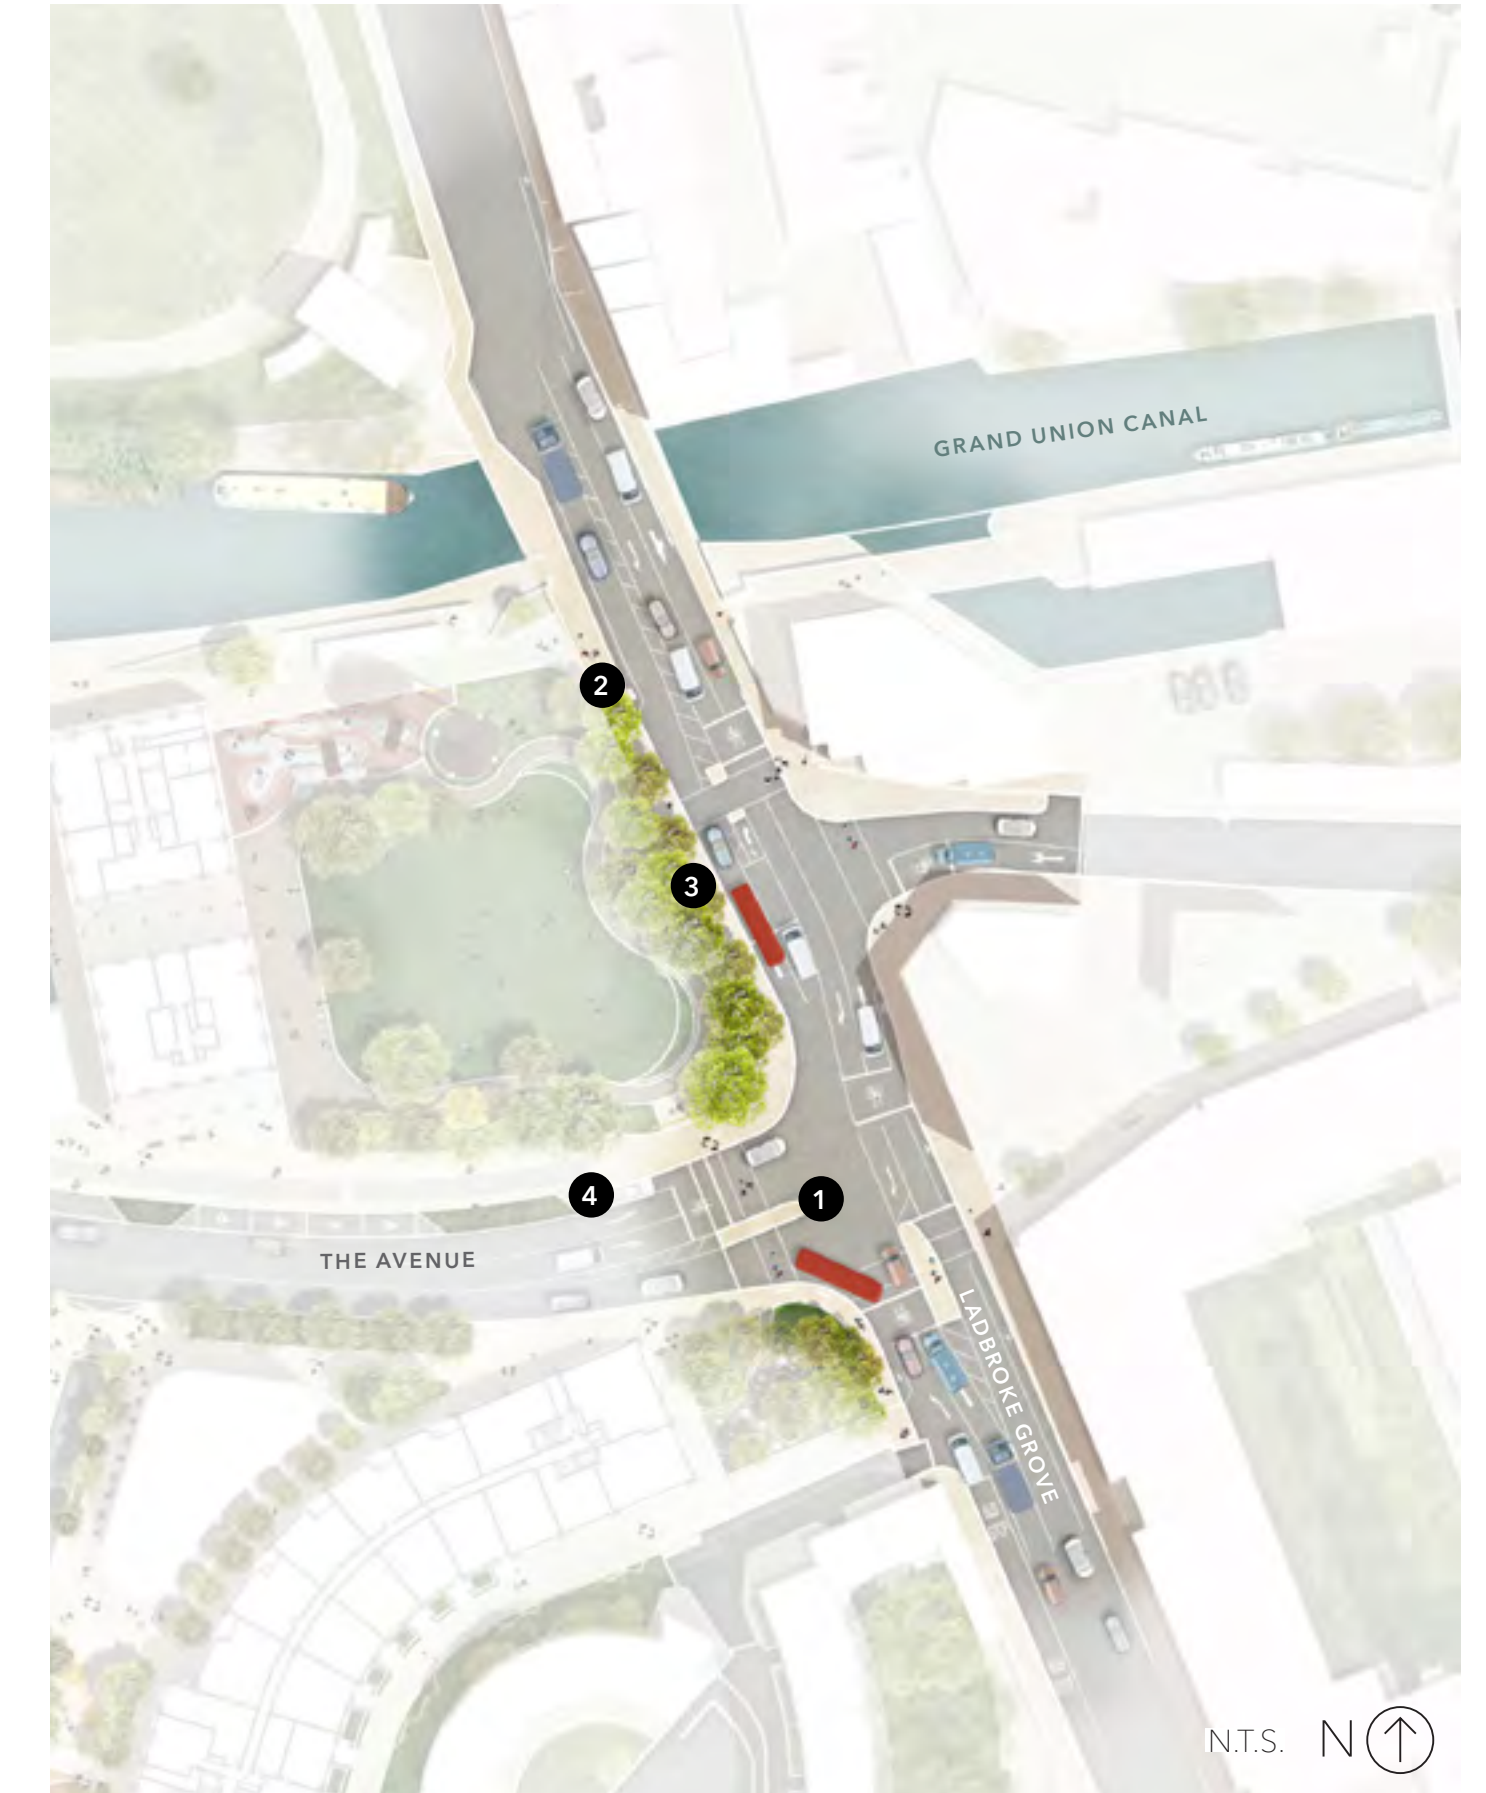 GRAND UNION CANAL
2
3
4
1
THE AVENUE
LADBROKE GROVE
N.T.S. N